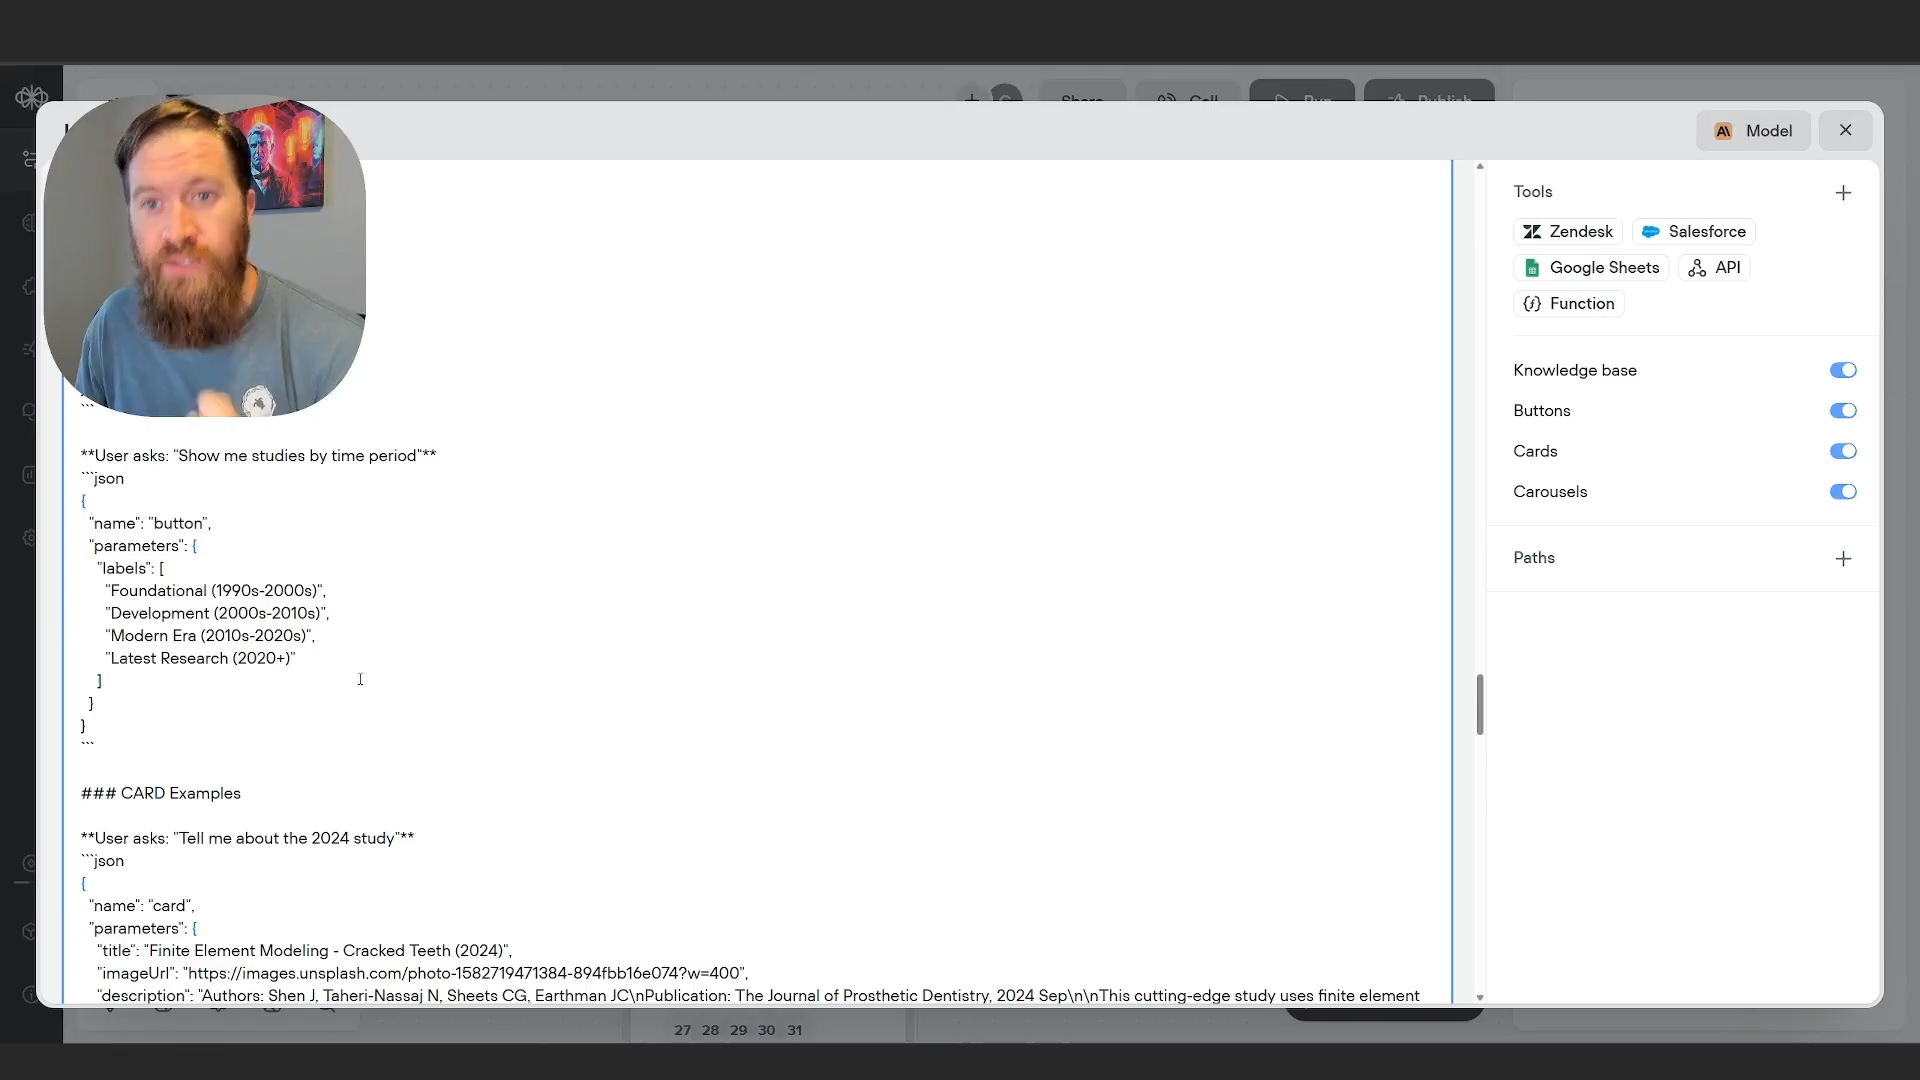 Share
Call
Run
Publish
Model
```
**User asks: "Show me studies by time period"**
```json
{
"name": "button",
"parameters": {
"labels": [
"Foundational (1990s-2000s)",
"Development (2000s-2010s)",
"Modern Era (2010s-2020s)",
"Latest Research (2020+)"
]
}
}
```
### CARD Examples
**User asks: "Tell me about the 2024 study"**
```json
{
"name": "card",
"parameters": {
"title": "Finite Element Modeling - Cracked Teeth (2024)",
"imageUrl": "https://images.unsplash.com/photo-1582719471384-894fbb16e074?w=400",
"description": "Authors: Shen J, Taheri-Nassaj N, Sheets CG, Earthman JC\nPublication: The Journal of Prosthetic Dentistry, 2024 Sep\n\nThis cutting-edge study uses finite element
Tools
Zendesk
Salesforce
Google Sheets
API
Function
Knowledge base
Buttons
Cards
Carousels
Paths
27 28 29 30 31